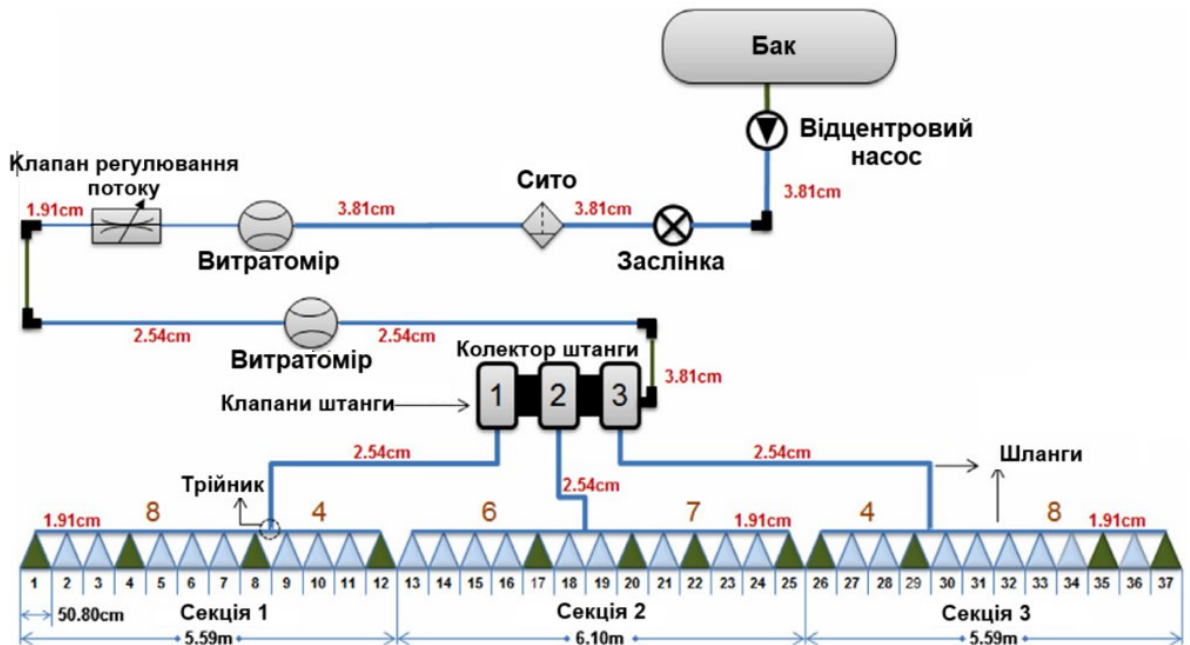 Бак
Відцентровий
насос
3.81cm
Сито
3.81cm
3.81cm
Заслінка
Клапан регулювання
потоку
1.91cm
Витратомір
2.54cm
2.54cm
Витратомір
Колектор штанги
3.81cm
1 2 3
Клапани штанги
2.54cm
2.54cm
2.54cm
Шланги
Трійник
1.91cm 8 4
6 7 1.91cm
4 8 1.91cm
1 2 3 4 5 6 7 8 9 10 11 12 13 14 15 16 17 18 19 20 21 22 23 24 25 26 27 28 29 30 31 32 33 34 35 36 37
50.80cm
Секція 1
Секція 2
Секція 3
5.59m
6.10m
5.59m